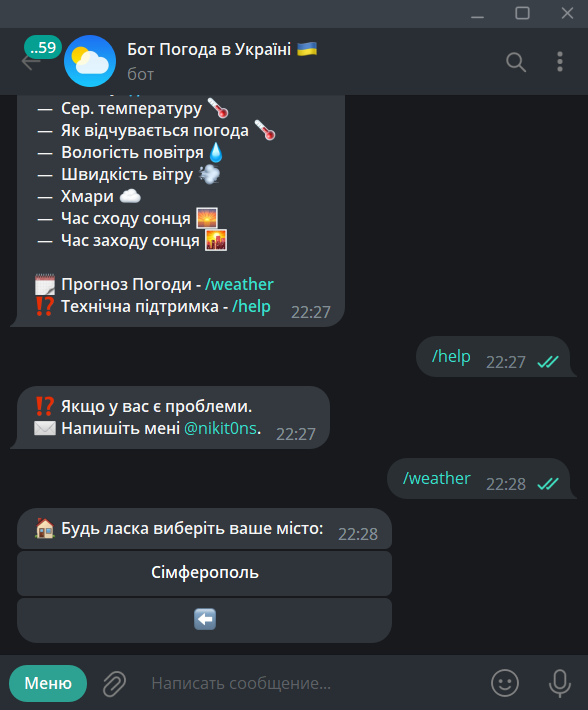 ..59
Бот Погода в Україні 🇺🇦
бот
— Сер. температуру 🌡️
— Як відчувається погода 🌡️
— Вологість повітря 💧
— Швидкість вітру 💨
— Хмари ☁️
— Час сходу сонця 🌅
— Час заходу сонця 🌇
🗓️ Прогноз Погоди - /weather
⁉️ Технічна підтримка - /help 22:27
/help 22:27
⁉️ Якщо у вас є проблеми.
✉️ Напишіть мені @nikit0ns. 22:27
/weather 22:28
🏠 Будь ласка виберіть ваше місто: 22:28
Сімферополь
⬅️
Меню Написать сообщение...